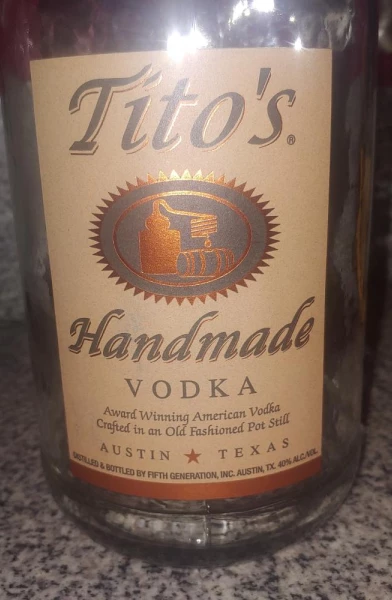 Tito's®
Handmade
VODKA
Award Winning American Vodka
Crafted in an Old Fashioned Pot Still
AUSTIN ★ TEXAS
DISTILLED & BOTTLED BY FIFTH GENERATION, INC. AUSTIN, TX. 40% ALC./VOL.